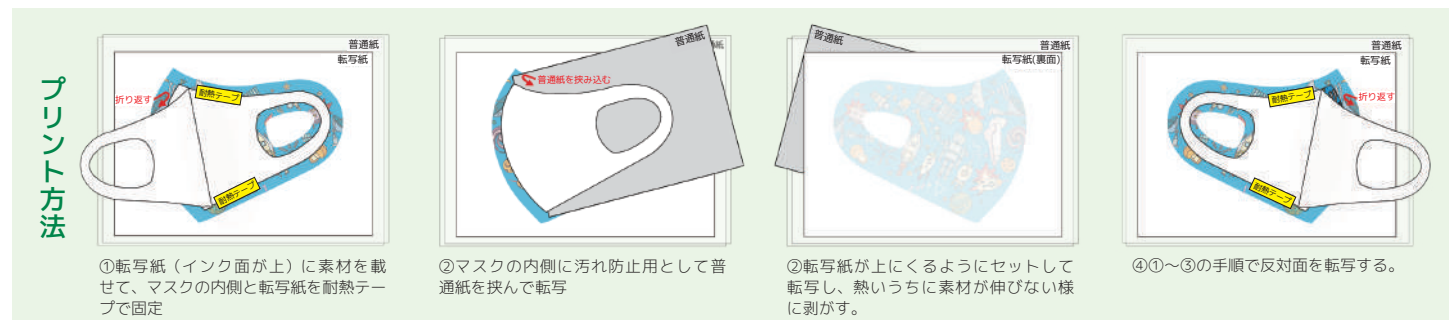 プリント方法
普通紙
転写紙
折り返す
耐熱テープ
耐熱テープ
①転写紙（インク面が上）に素材を載
せて、マスクの内側と転写紙を耐熱テー
プで固定
普通紙
普通紙を挟み込む
②マスクの内側に汚れ防止用として普
通紙を挟んで転写
普通紙
普通紙
転写紙(裏面)
②転写紙が上にくるようにセットして
転写し、熱いうちに素材が伸びない様
に剥がす。
普通紙
転写紙
耐熱テープ
折り返す
耐熱テープ
④①～③の手順で反対面を転写する。